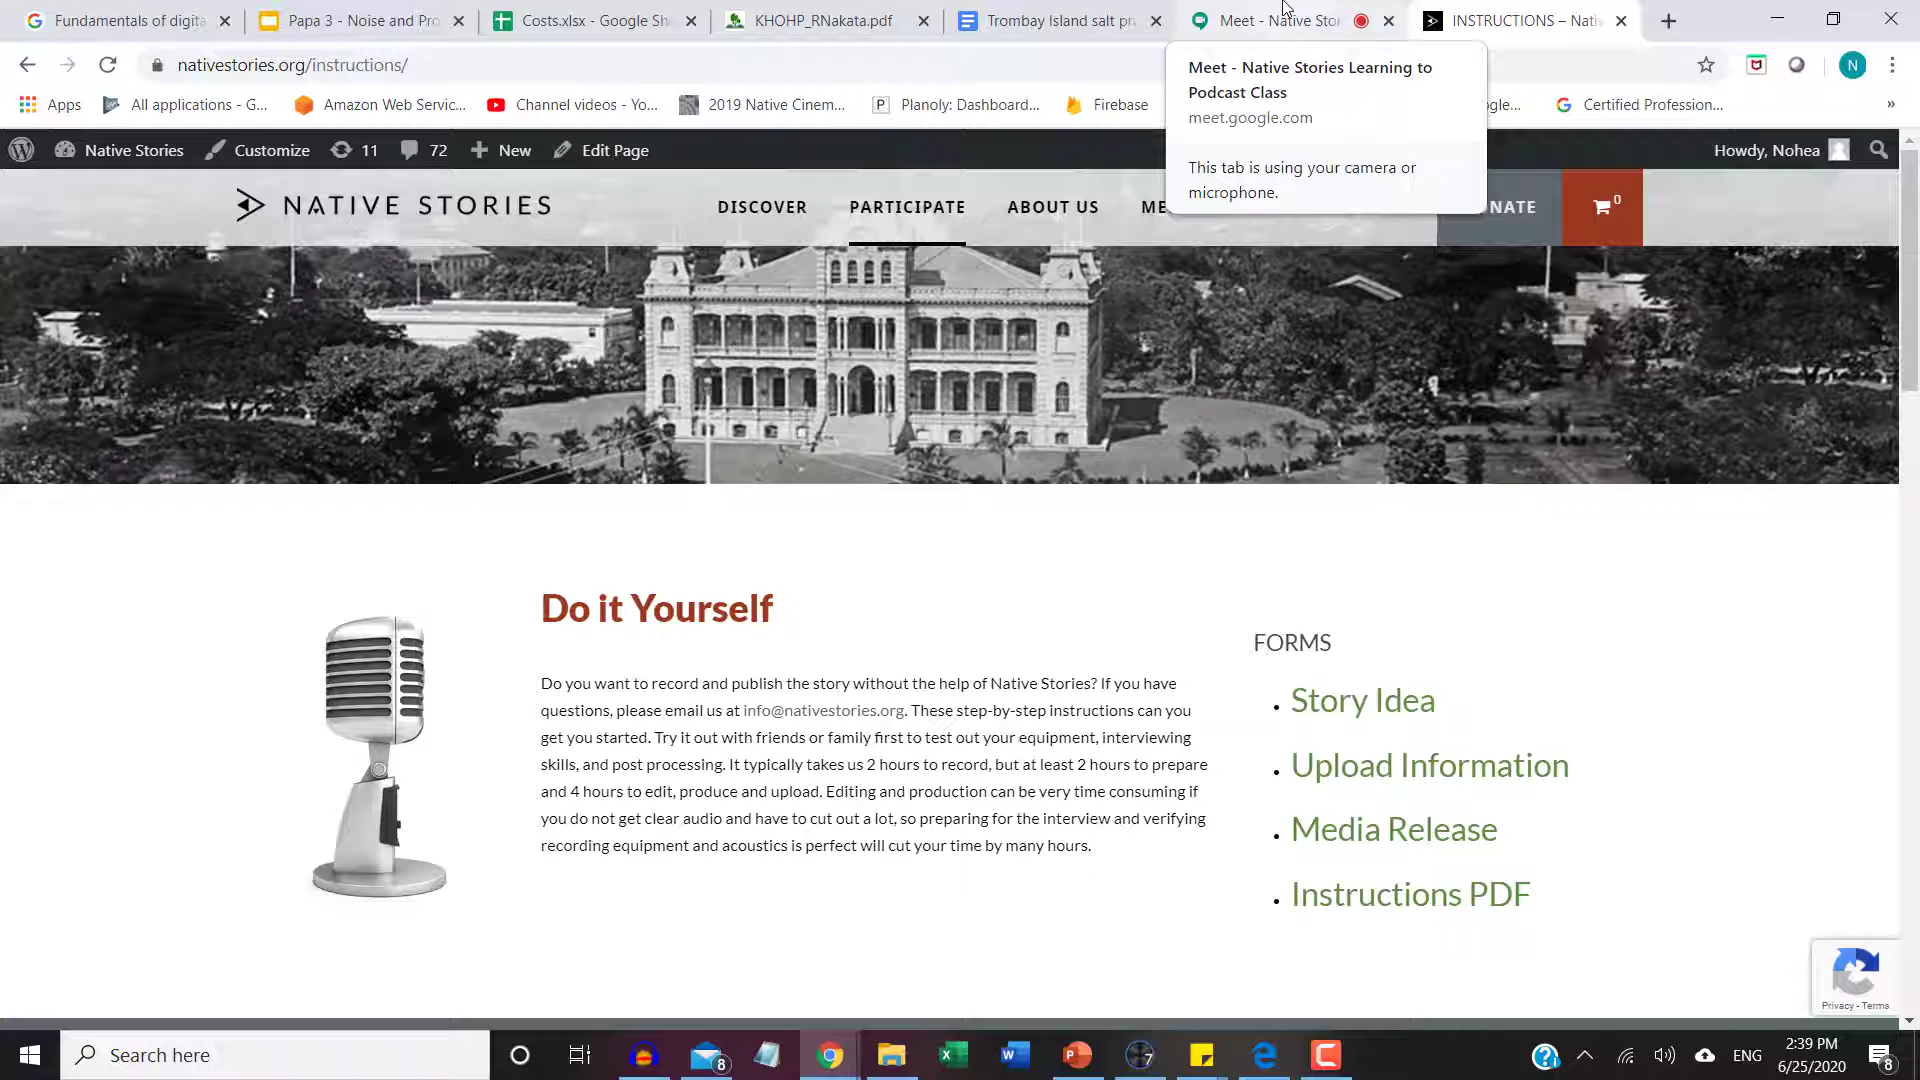 Fundamentals of digita
Papa 3 - Noise and Pro
Costs.xlsx - Google She
KHOHP_RNakata.pdf
Trombay Island salt pr
Meet - Native Stor
INSTRUCTIONS – Nati
nativestories.org/instructions/
N
Meet - Native Stories Learning to
Podcast Class
meet.google.com
This tab is using your camera or
microphone.
Apps
All applications - G...
Amazon Web Servic...
Channel videos - Yo...
2019 Native Cinem...
Planoly: Dashboard...
Firebase
gle...
Certified Profession...
»
Native Stories
Customize
11
72
New
Edit Page
Howdy, Nohea
NATIVE STORIES
DISCOVER
PARTICIPATE
ABOUT US
ME
NATE
0
Do it Yourself
Do you want to record and publish the story without the help of Native Stories? If you have
questions, please email us at info@nativestories.org. These step-by-step instructions can you
get you started. Try it out with friends or family first to test out your equipment, interviewing
skills, and post processing. It typically takes us 2 hours to record, but at least 2 hours to prepare
and 4 hours to edit, produce and upload. Editing and production can be very time consuming if
you do not get clear audio and have to cut out a lot, so preparing for the interview and verifying
recording equipment and acoustics is perfect will cut your time by many hours.
FORMS
• Story Idea
• Upload Information
• Media Release
• Instructions PDF
Privacy - Terms
Search here
8
7
ENG
2:39 PM
6/25/2020
8